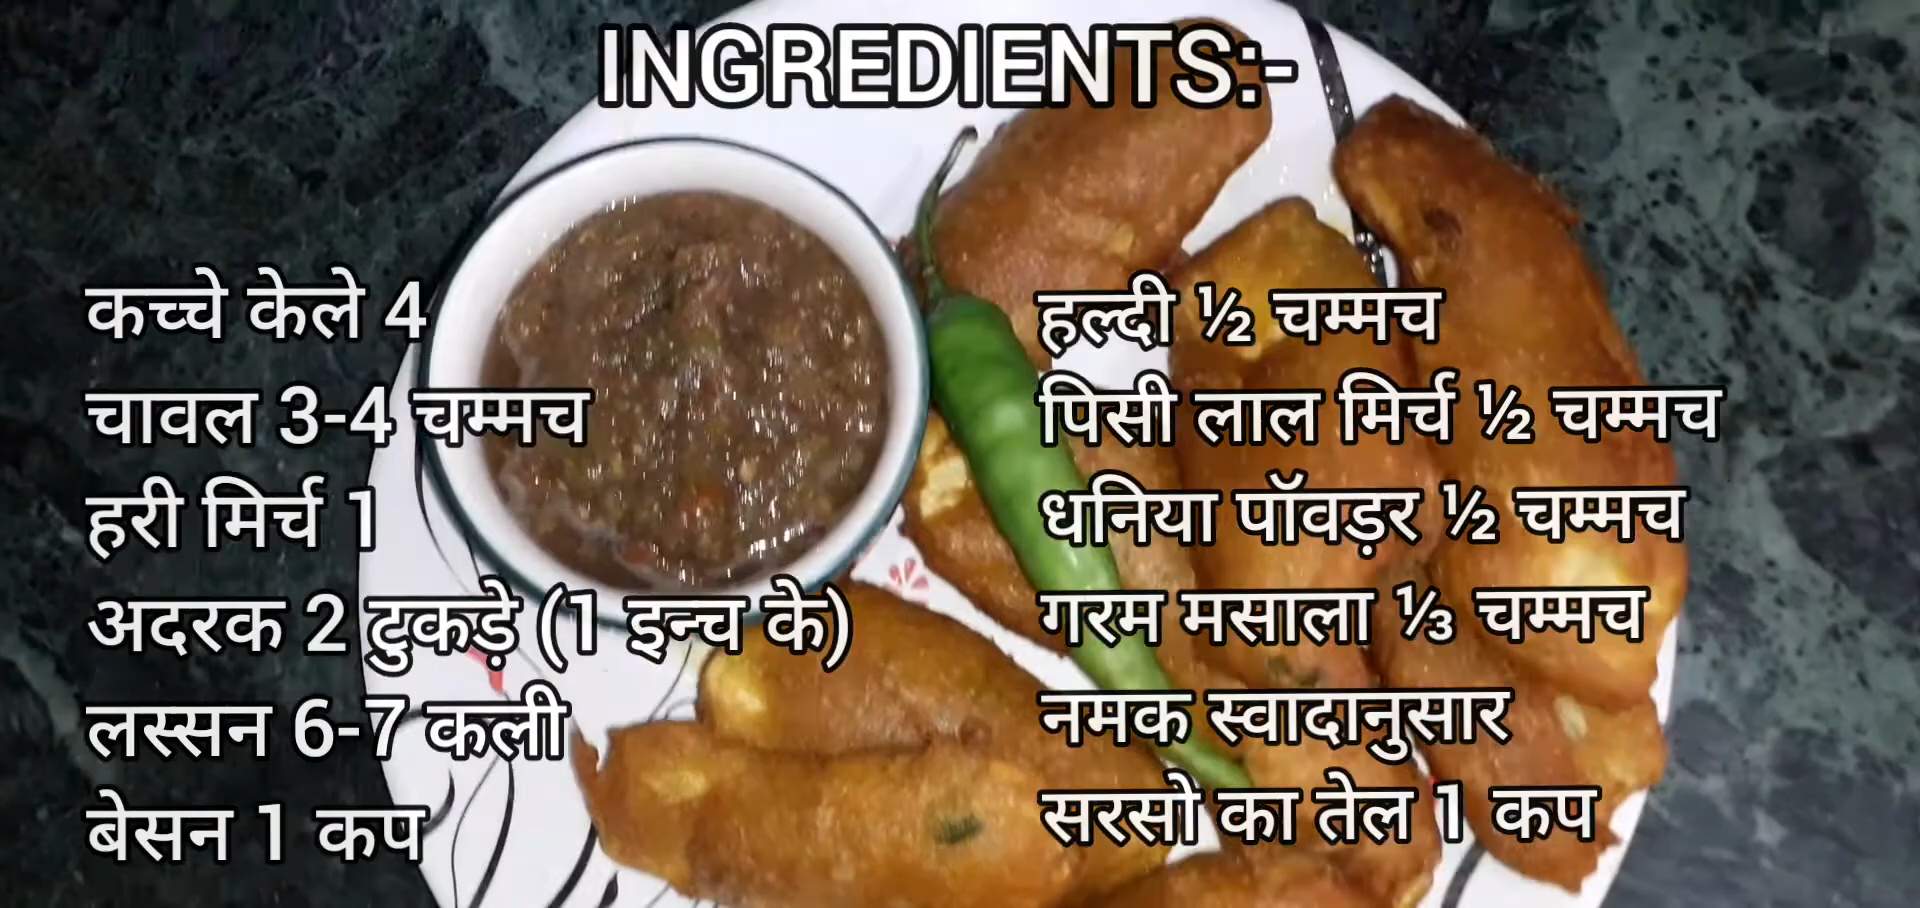 INGREDIENTS:-
कच्चे केले 4
चावल 3-4 चम्मच
हरी मिर्च 1
अदरक 2 टुकड़े (1 इन्च के)
लस्सन 6-7 कली
बेसन 1 कप
हल्दी ½ चम्मच
पिसी लाल मिर्च ½ चम्मच
धनिया पॉवड़र ½ चम्मच
गरम मसाला ⅓ चम्मच
नमक स्वादानुसार
सरसो का तेल 1 कप